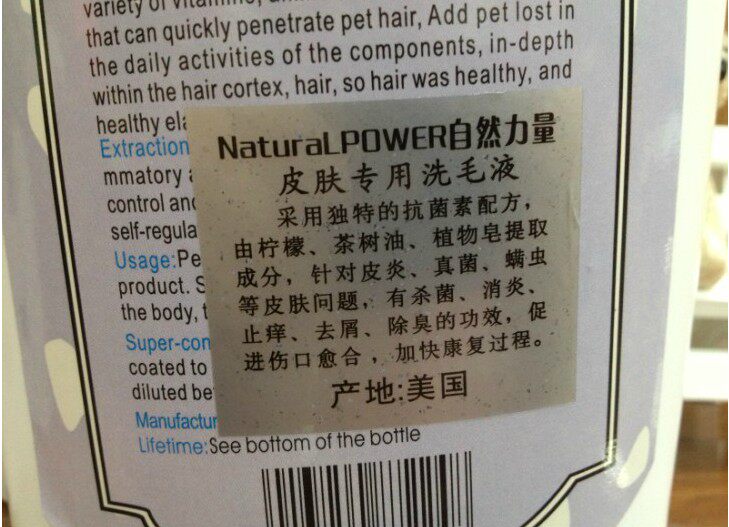 variety of vitamins,
that can quickly penetrate pet hair, Add pet lost in
the daily activities of the components, in-depth
within the hair cortex, hair, so hair was healthy, and
healthy
Extraction
NaturaLPOWER自然力量
皮肤专用洗毛液
采用独特的抗菌素配方，
由柠檬、茶树油、植物皂提取
成分，针对皮炎、真菌、螨虫
等皮肤问题，有杀菌、消炎、
止痒、去屑、除臭的功效，促
进伤口愈合，加快康复过程。
产地:美国
mmatory
control and
self-regula
Usage:Pe
product. S
the body,
Super-con
coated to
diluted be
Manufactur
Lifetime:See bottom of the bottle